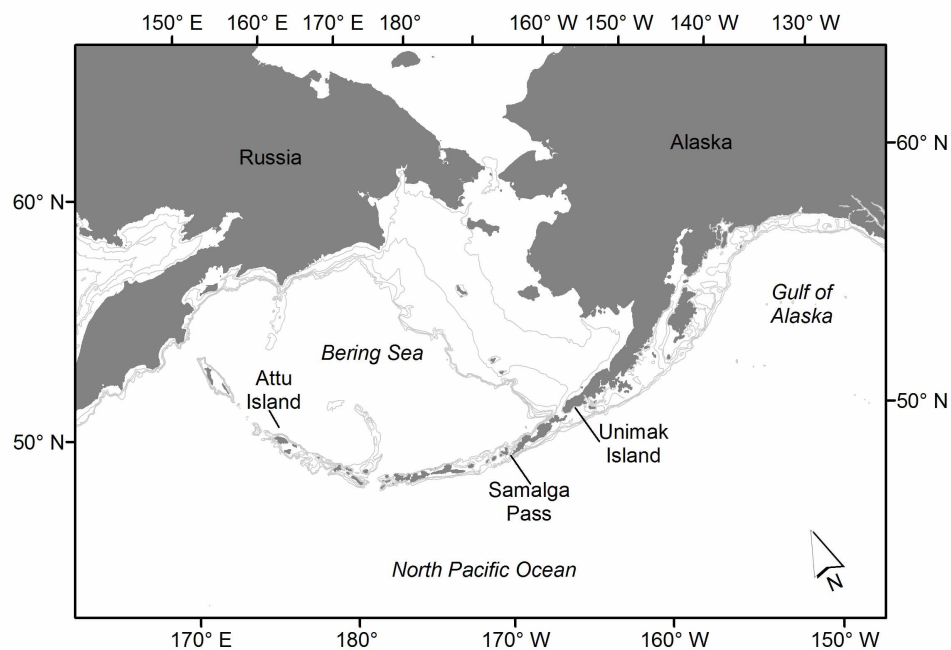 150° E 160° E 170° E 180° 160° W 150° W 140° W 130° W
Alaska
60° N
Russia
60° N
Gulf of
Alaska
Bering Sea
Attu
Island
50° N
Unimak
Island
50° N
Samalga
Pass
North Pacific Ocean
N
170° E 180° 170° W 160° W 150° W